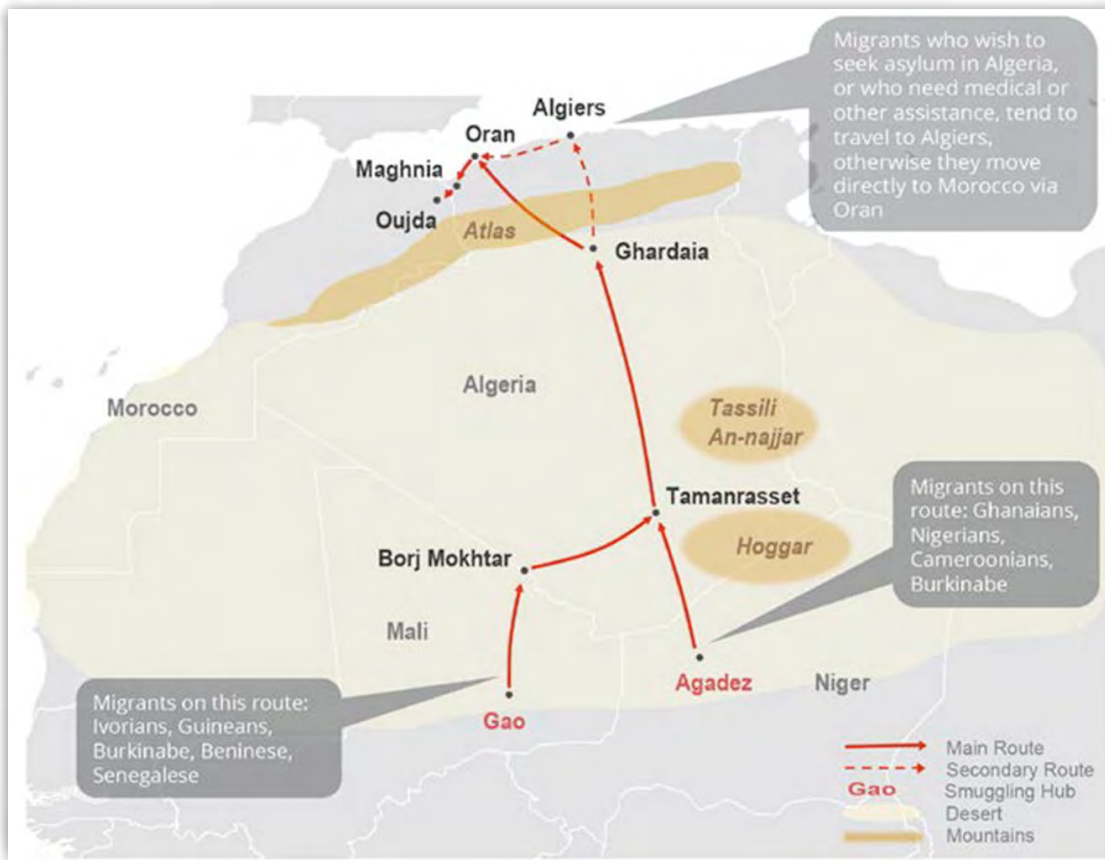 Migrants who wish to
seek asylum in Algeria,
or who need medical or
other assistance, tend to
travel to Algiers,
otherwise they move
directly to Morocco via
Oran
Algiers
Oran
Maghnia
Oujda
Atlas
Ghardaia
Algeria
Morocco
Tassili
An-najjar
Tamanrasset
Migrants on this
route: Ghanaians,
Nigerians,
Cameroonians,
Burkinabe
Hoggar
Borj Mokhtar
Mali
Agadez
Niger
Migrants on this route:
Ivorians, Guineans,
Burkinabe, Beninese,
Senegalese
Gao
Main Route
Secondary Route
Gao Smuggling Hub
Desert
Mountains